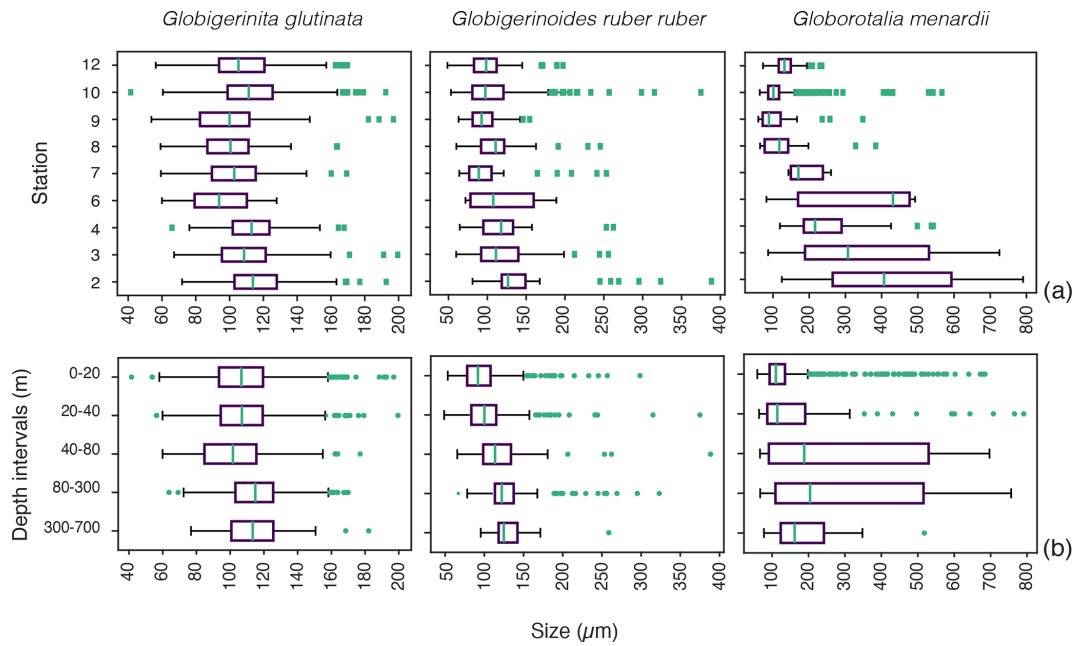 Globigerinita glutinata Globigerinoides ruber ruber Globorotalia menardii
Station
12
10
9
8
7
6
4
3
2
40 60 80 100 120 140 160 180 200
50 100 150 200 250 300 350 400
100 200 300 400 500 600 700 800
(a)
Depth intervals (m)
0-20
20-40
40-80
80-300
300-700
40 60 80 100 120 140 160 180 200
50 100 150 200 250 300 350 400
100 200 300 400 500 600 700 800
(b)
Size (µm)